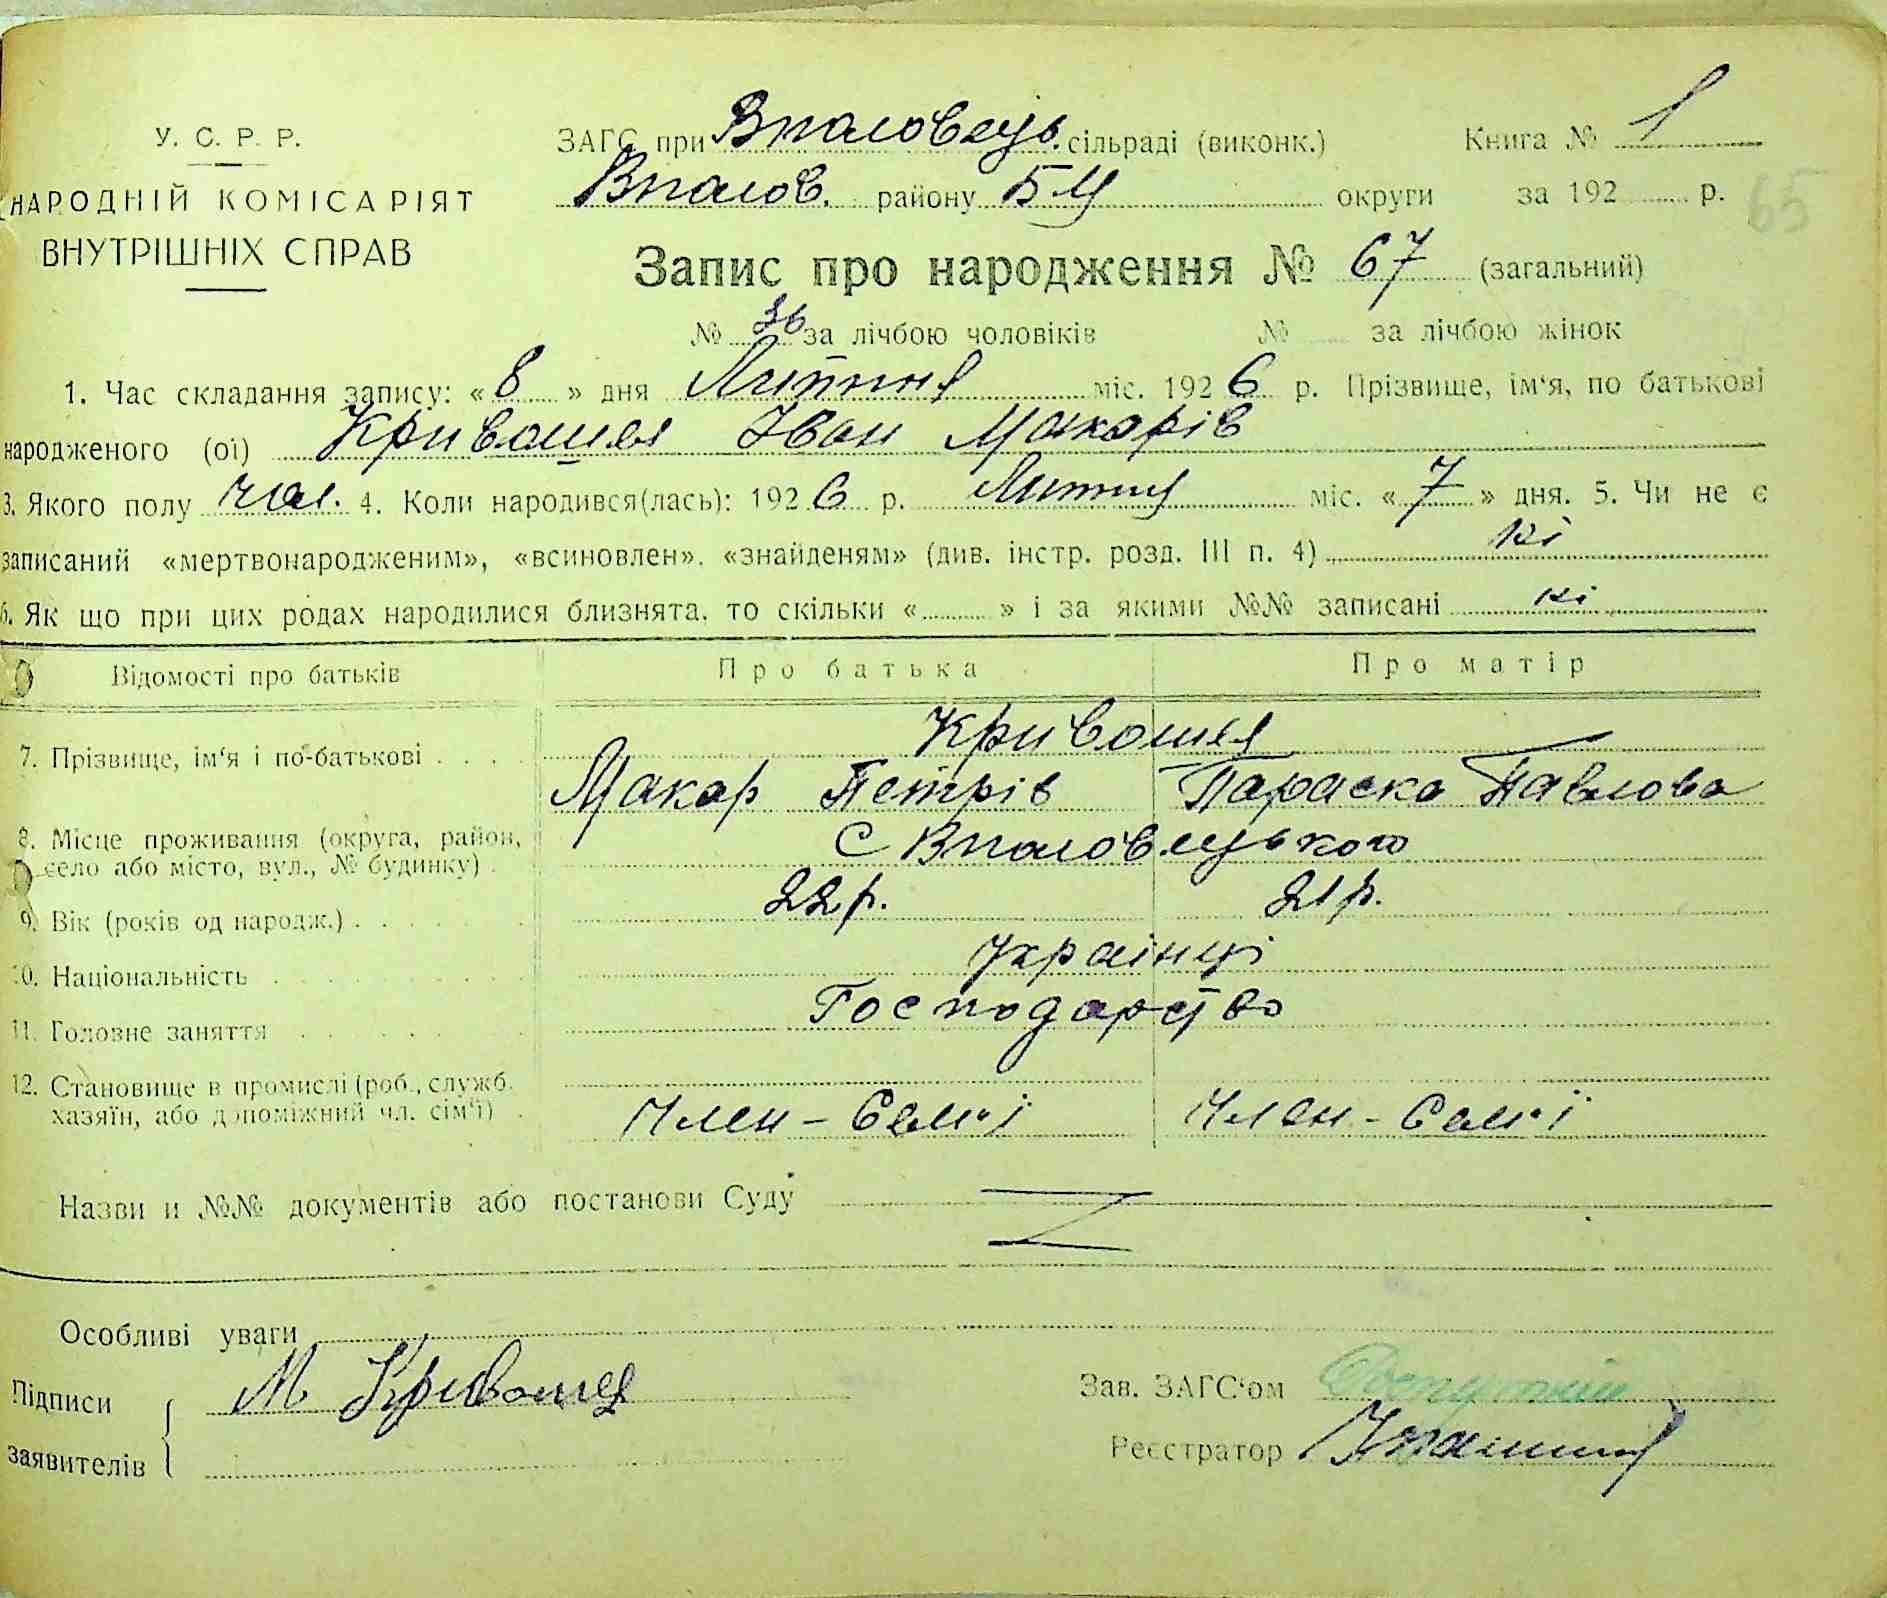 У. С. Р. Р.
НАРОДНІЙ КОМІСАРІЯТ
ВНУТРІШНІХ СПРАВ
ЗАГС при Вполовець. сільраді (виконк.)
Вполов. району БЦ округи
Книга № 1
за 192 р.
65
Запис про народження № 67 (загальний)
№ 36 за лічбою чоловіків № за лічбою жінок
1. Час складання запису: « 8 » дня Липня міс. 1926 р. Прізвище, ім'я, по батькові
народженого (ої) Кривошея Іван Макарів
3. Якого полу чол. 4. Коли народився(лась): 1926 р. Липня міс. « 7 » дня. 5. Чи не є
записаний «мертвонародженим», «всиновлен». «знайденям» (див. інстр. розд. III п. 4) ні
6. Як що при цих родах народилися близнята. то скільки « » і за якими №№ записані ні
Відомості про батьків Про батька Про матір
7. Прізвище, ім'я і по-батькові Кривошея
Макар Петрів Параска Павлова
8. Місце проживання (округа, район, село або місто, вул., № будинку) С Вполовецького
9. Вік (років од народж.) 22 р. 21 р.
10. Національність Українці
11. Головне заняття Господарство
12. Становище в промислі (роб., служб.
хазяїн, або допоміжний чл. сім'ї) Член - Семї Член - Семї
Назви и №№ документів або постанови Суду
Особливі уваги
Підписи М Кривошея
заявителів
Зав. ЗАГС'ом
Реєстратор